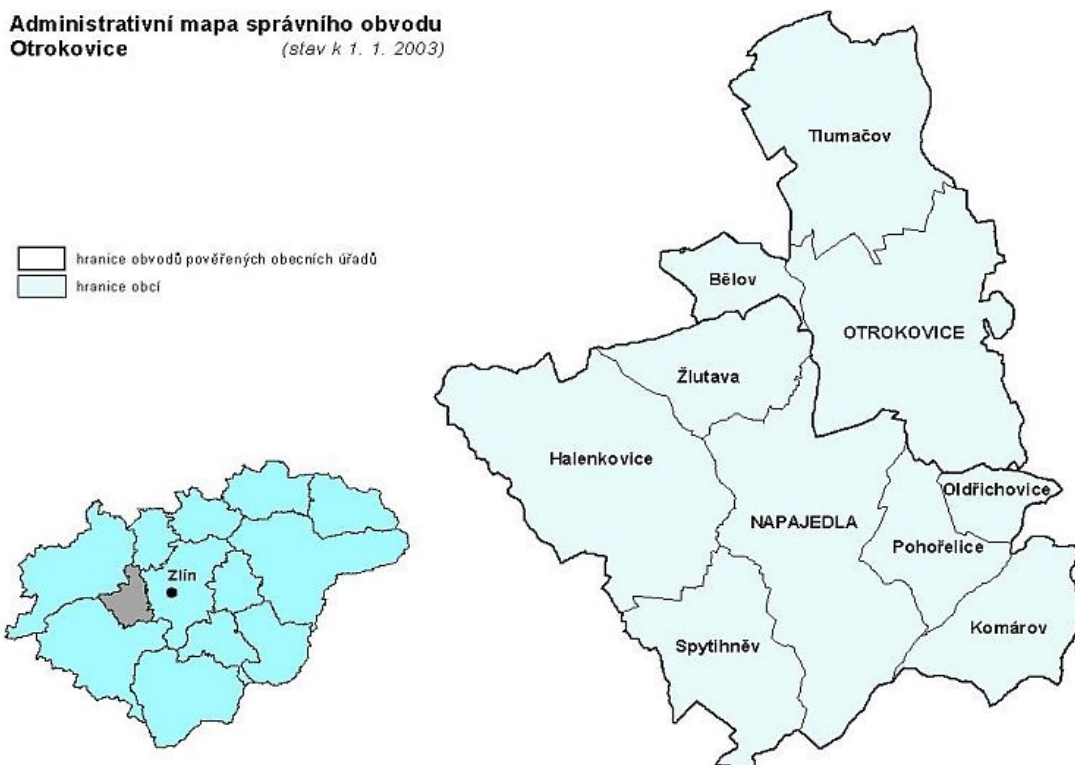 Administrativní mapa správního obvodu
Otrokovice (stav k 1. 1. 2003)
hranice obvodů pověřených obecních úřadů
hranice obcí
Tlumačov
Bělov
OTROKOVICE
Žlutava
Halenkovice
Oldřichovice
NAPAJEDLA
Pohořelice
Komárov
Spytihněv
Zlín